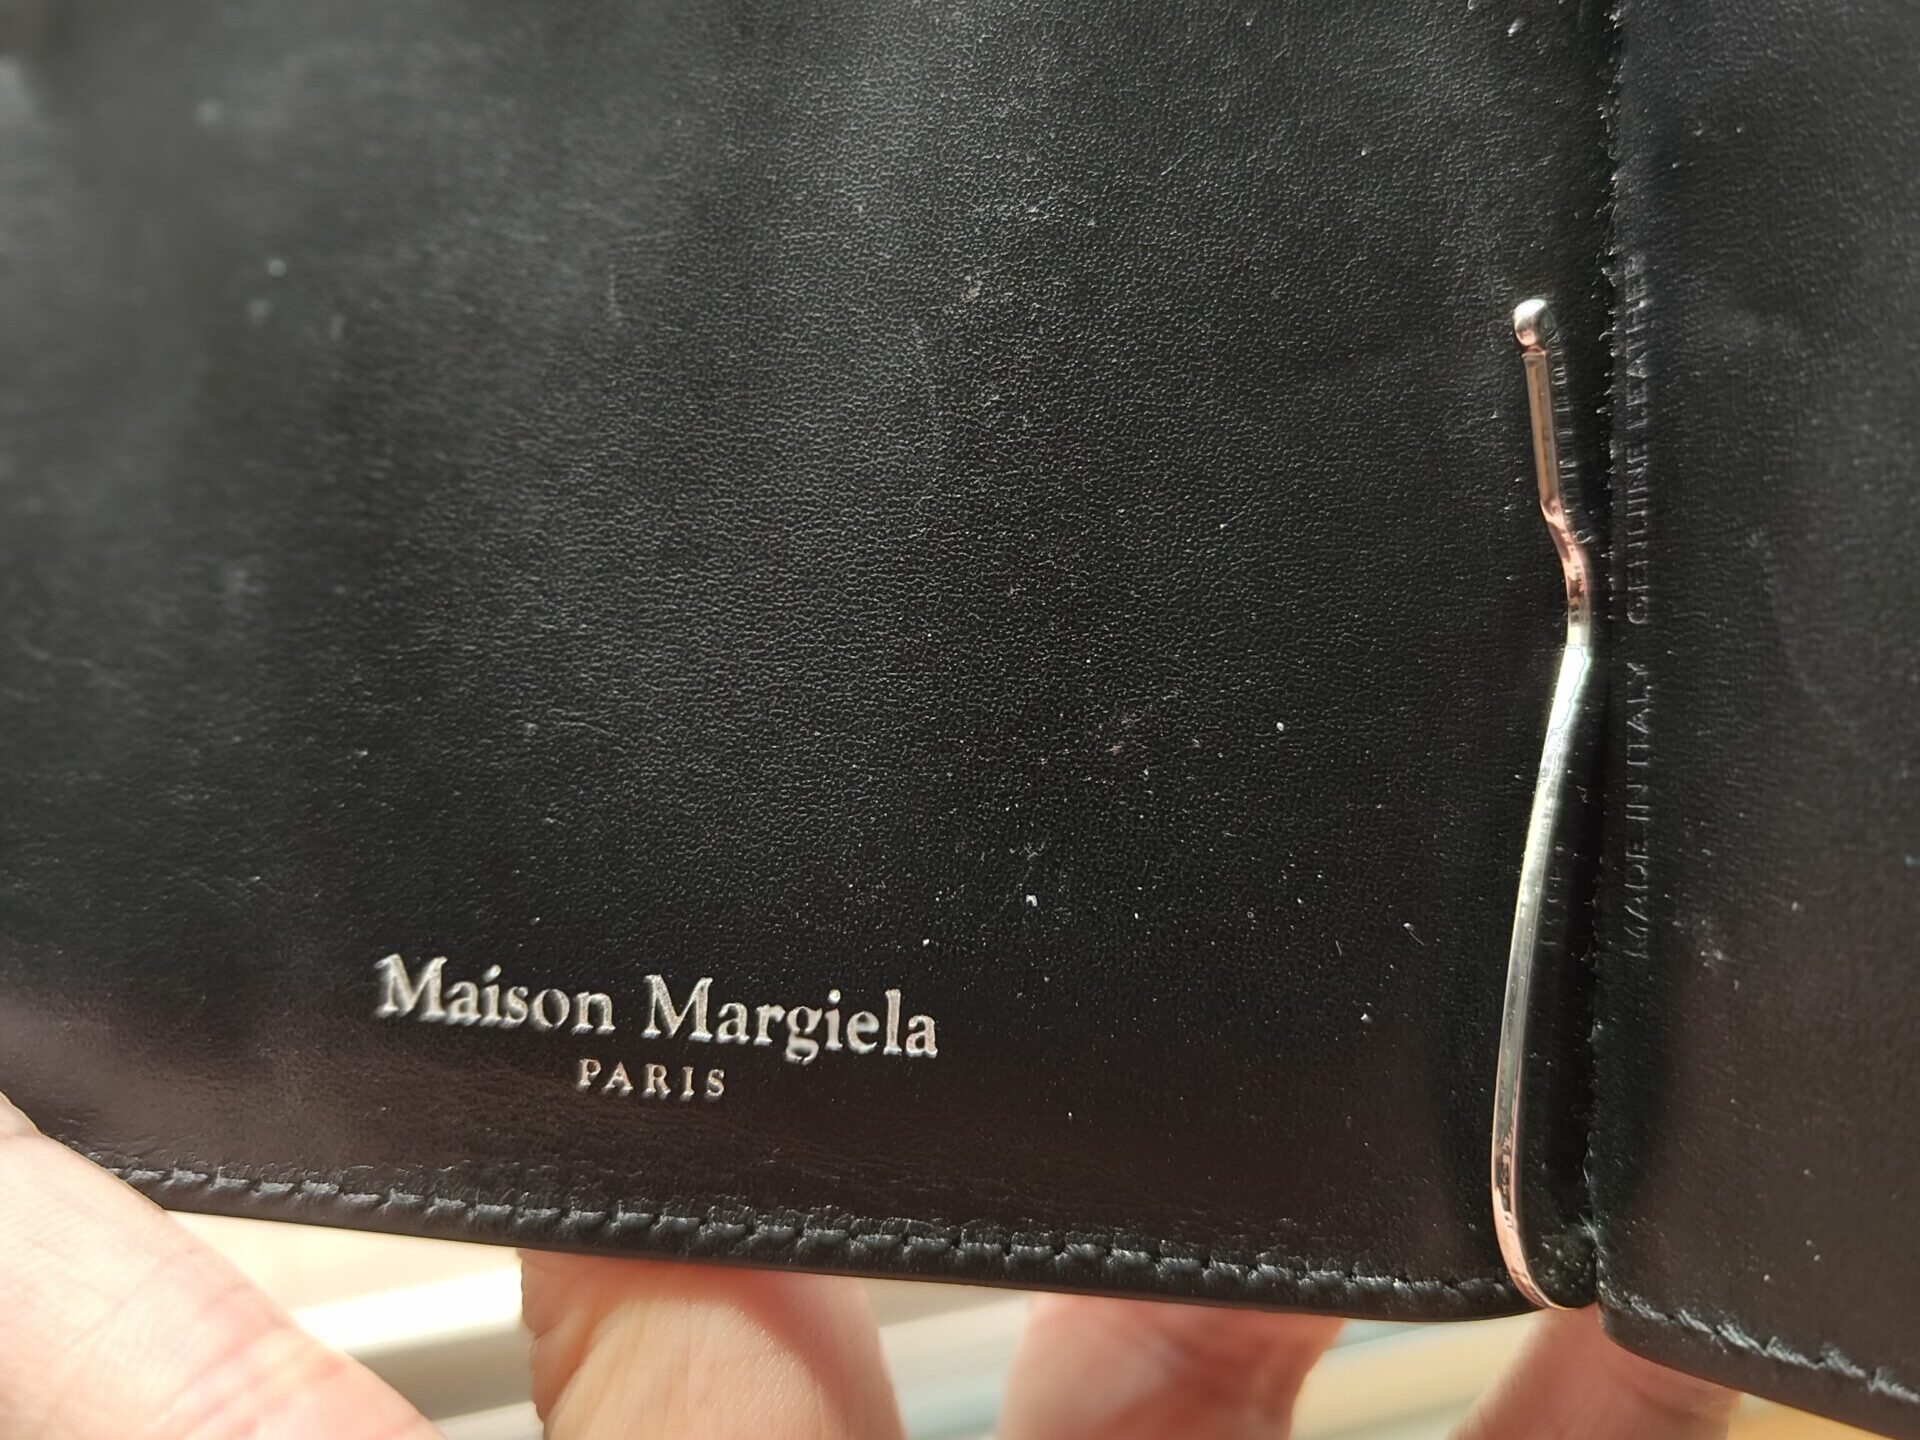 Maison Margiela
PARIS
MADE IN ITALY GENUINE LEATHER